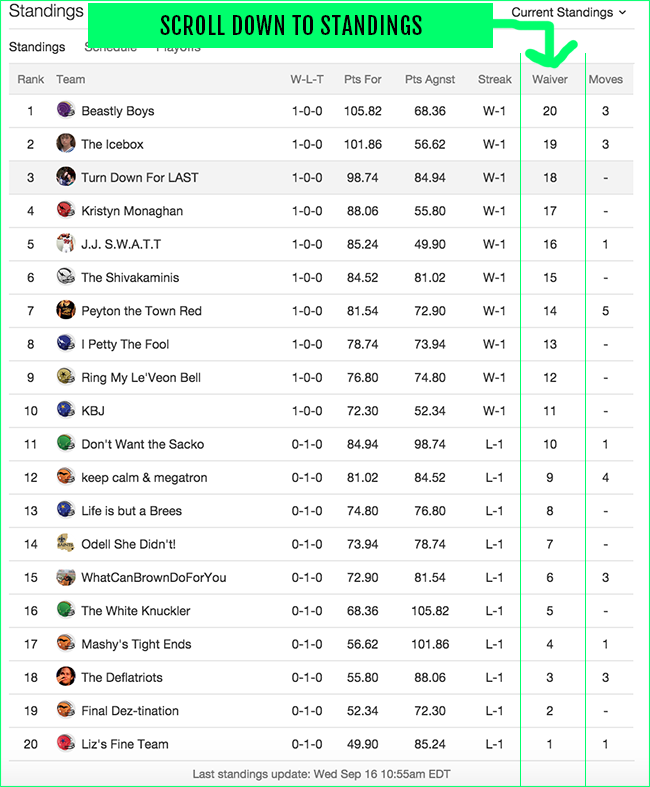 Standings
SCROLL DOWN TO STANDINGS
Current Standings
Standings Schedule Playoffs
Rank Team W-L-T Pts For Pts Agnst Streak Waiver Moves
1 Beastly Boys 1-0-0 105.82 68.36 W-1 20 3
2 The Icebox 1-0-0 101.86 56.62 W-1 19 3
3 Turn Down For LAST 1-0-0 98.74 84.94 W-1 18 -
4 Kristyn Monaghan 1-0-0 88.06 55.80 W-1 17 -
5 J.J. S.W.A.T.T 1-0-0 85.24 49.90 W-1 16 1
6 The Shivakaminis 1-0-0 84.52 81.02 W-1 15 -
7 Peyton the Town Red 1-0-0 81.54 72.90 W-1 14 5
8 I Petty The Fool 1-0-0 78.74 73.94 W-1 13 -
9 Ring My Le'Veon Bell 1-0-0 76.80 74.80 W-1 12 -
10 KBJ 1-0-0 72.30 52.34 W-1 11 -
11 Don't Want the Sacko 0-1-0 84.94 98.74 L-1 10 1
12 keep calm & megatron 0-1-0 81.02 84.52 L-1 9 4
13 Life is but a Brees 0-1-0 74.80 76.80 L-1 8 -
14 Odell She Didn't! 0-1-0 73.94 78.74 L-1 7 -
15 WhatCanBrownDoForYou 0-1-0 72.90 81.54 L-1 6 3
16 The White Knuckler 0-1-0 68.36 105.82 L-1 5 -
17 Mashy's Tight Ends 0-1-0 56.62 101.86 L-1 4 1
18 The Deflatriots 0-1-0 55.80 88.06 L-1 3 3
19 Final Dez-tination 0-1-0 52.34 72.30 L-1 2 -
20 Liz's Fine Team 0-1-0 49.90 85.24 L-1 1 1
Last standings update: Wed Sep 16 10:55am EDT